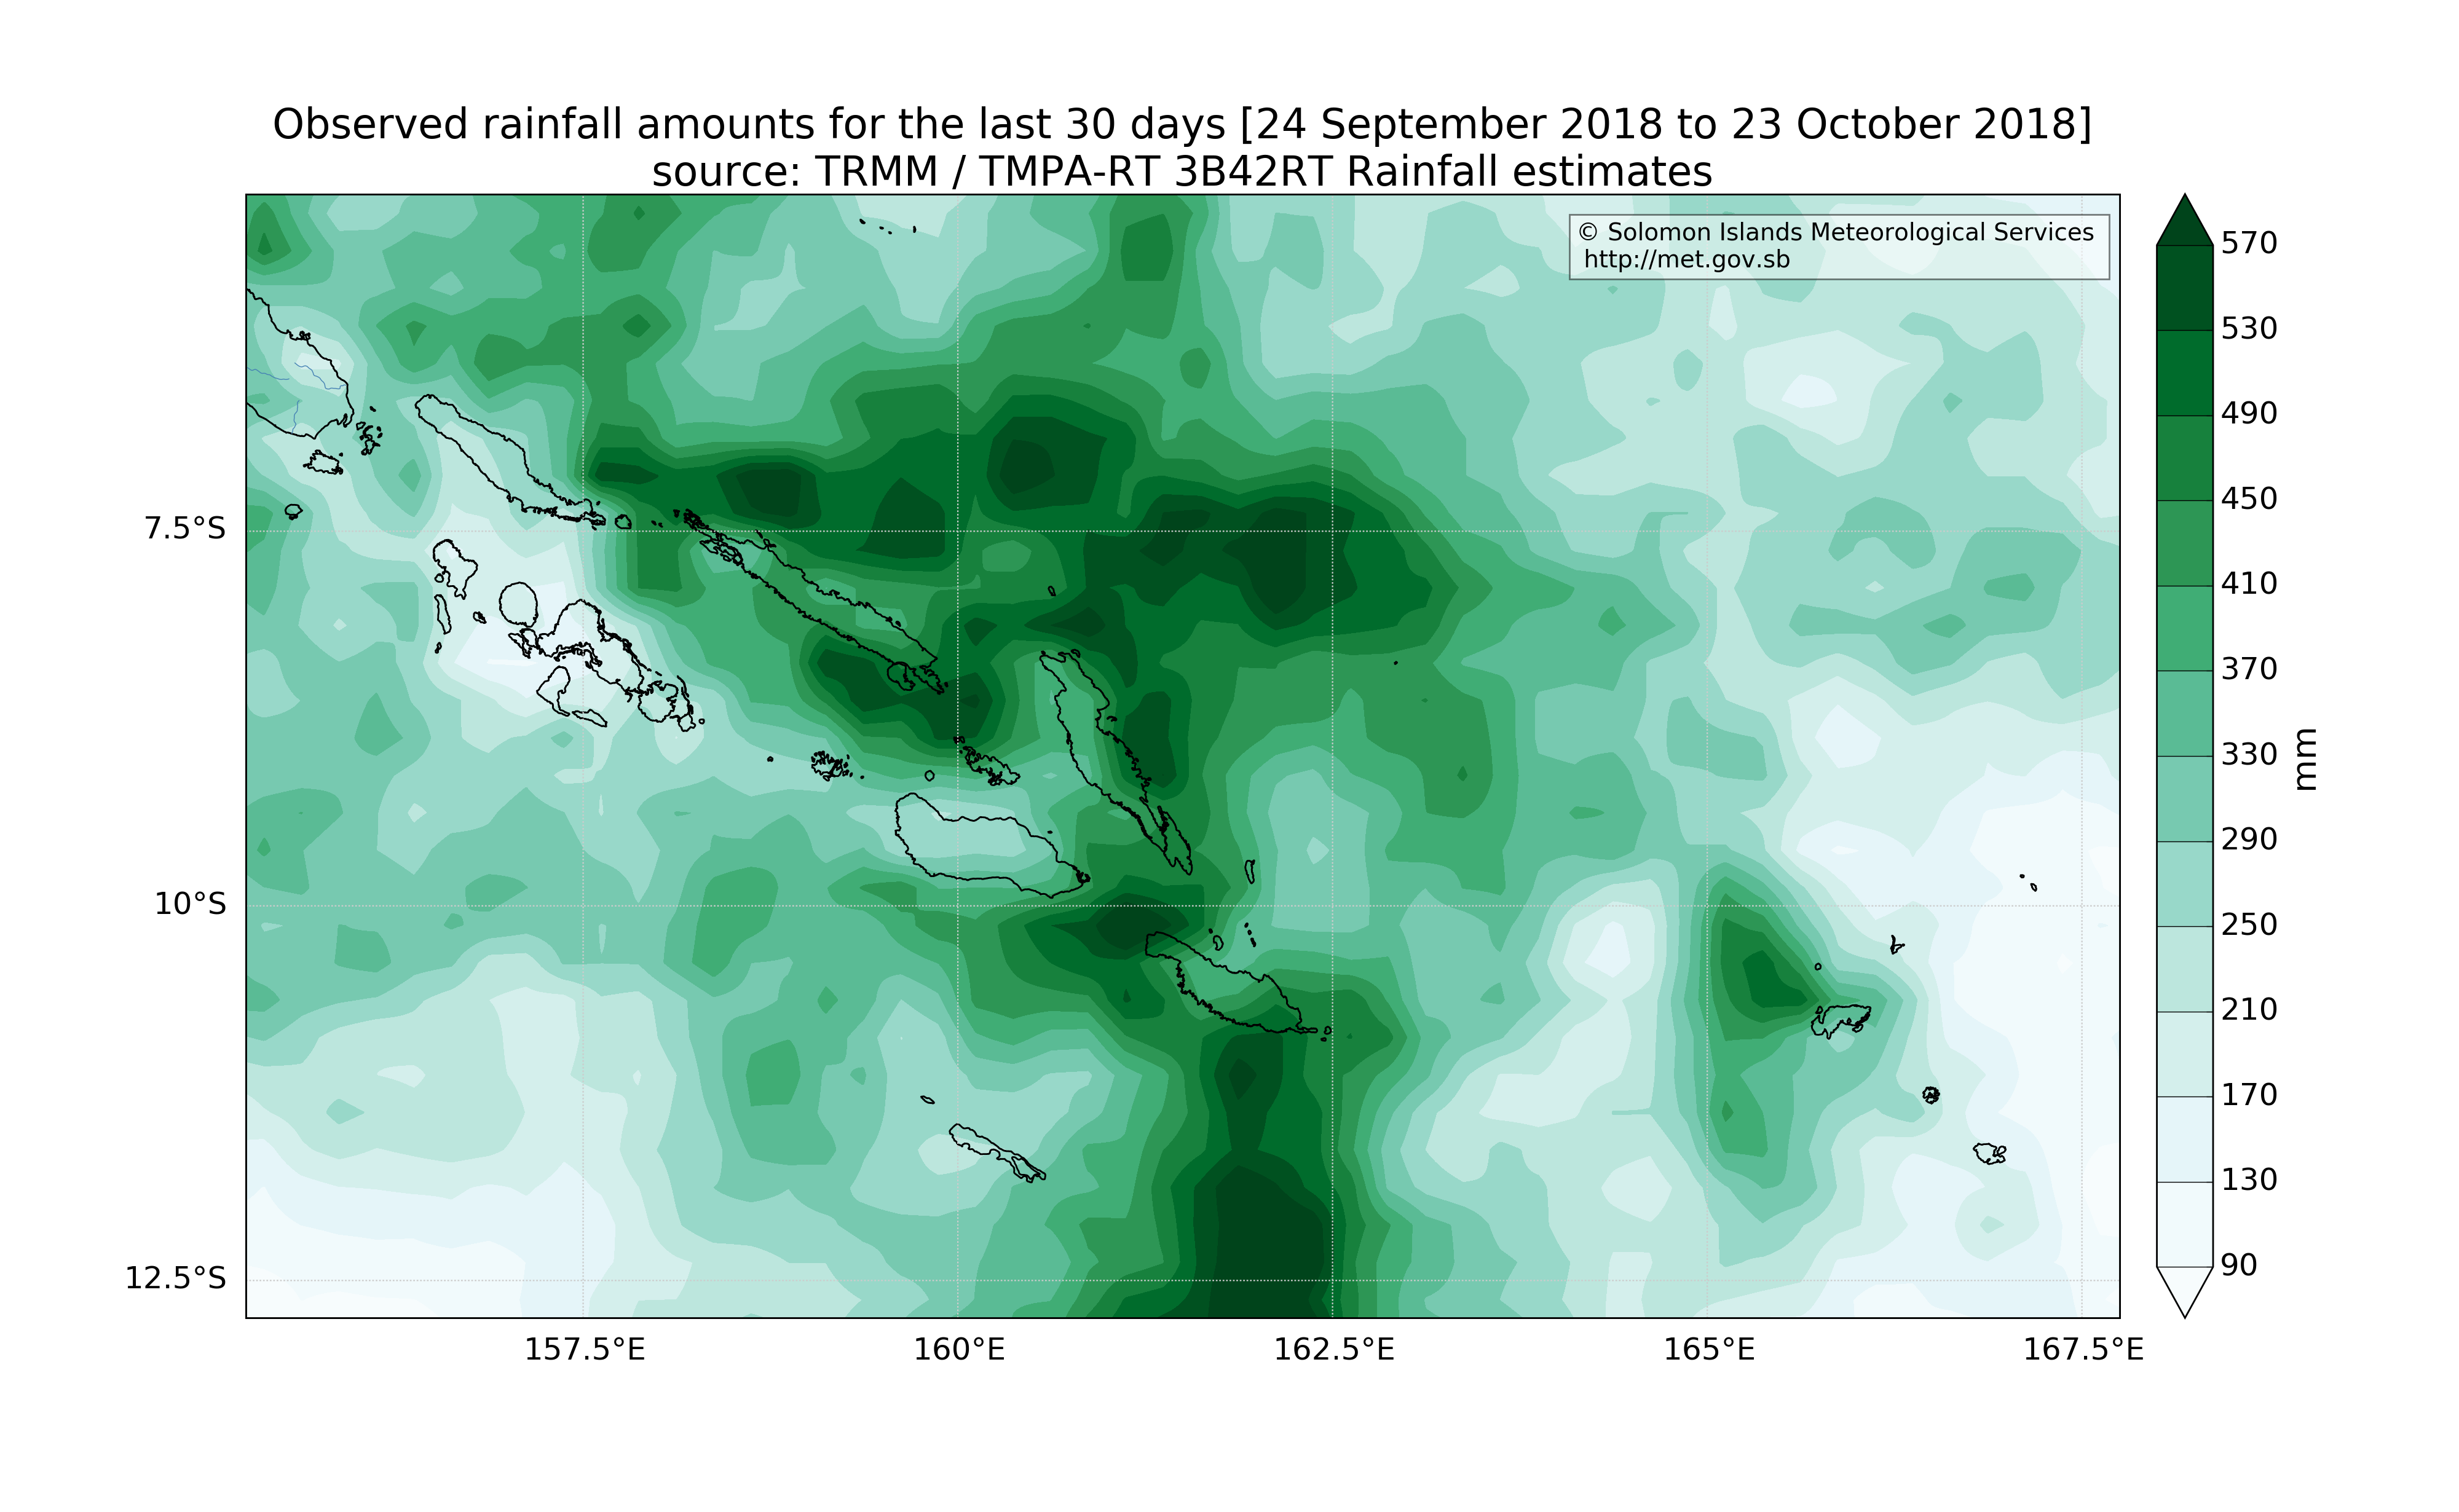 Observed rainfall amounts for the last 30 days [24 September 2018 to 23 October 2018]
source: TRMM / TMPA-RT 3B42RT Rainfall estimates
© Solomon Islands Meteorological Services
http://met.gov.sb
7.5°S
10°S
12.5°S
157.5°E
160°E
162.5°E
165°E
167.5°E
570
530
490
450
410
370
330
290
250
210
170
130
90
mm